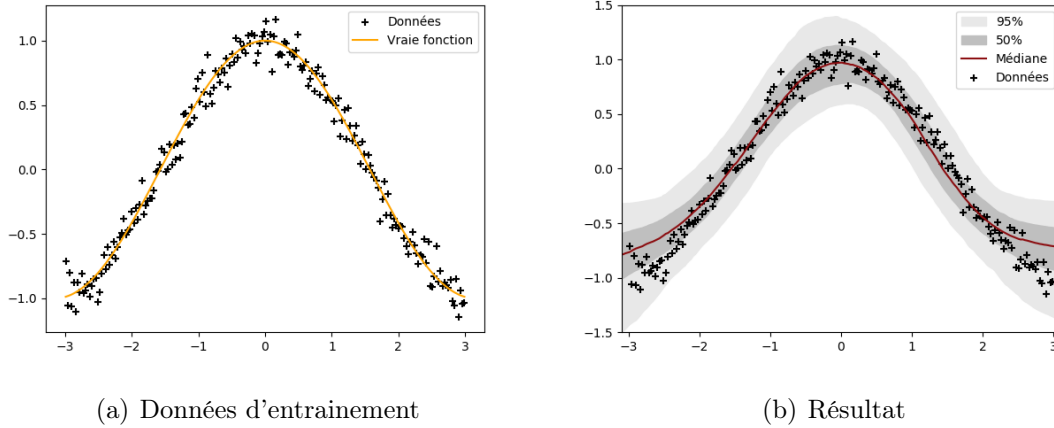 Données
Vraie fonction
1.0
0.5
0.0
−0.5
−1.0
−3 −2 −1 0 1 2 3
(a) Données d'entrainement
95%
50%
Médiane
Données
1.5
1.0
0.5
0.0
−0.5
−1.0
−1.5
−3 −2 −1 0 1 2 3
(b) Résultat